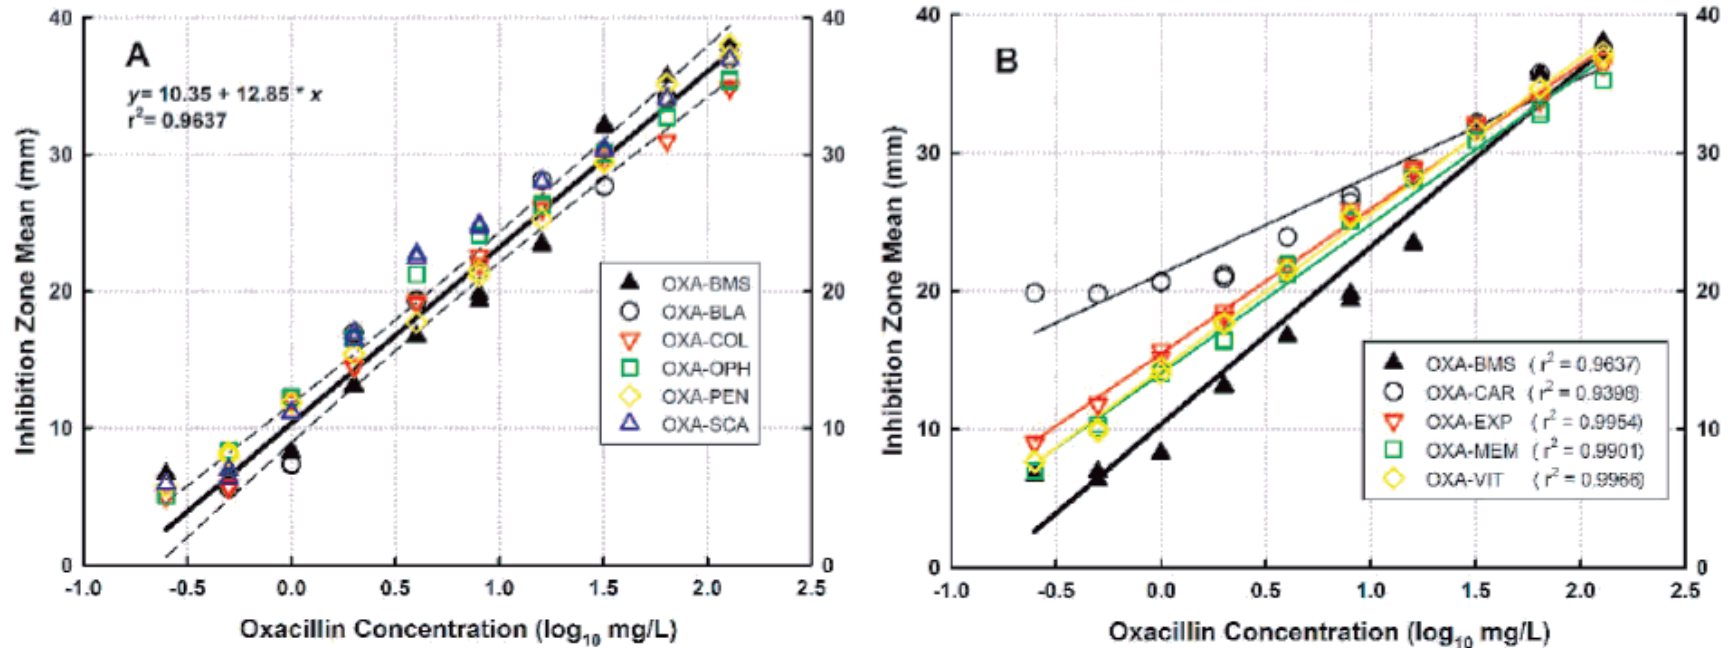 A
y= 10.35 + 12.85 * x
r²= 0.9637
Inhibition Zone Mean (mm)
40
30
20
10
0
40
30
20
10
0
OXA-BMS
OXA-BLA
OXA-COL
OXA-OPH
OXA-PEN
OXA-SCA
-1.0 -0.5 0.0 0.5 1.0 1.5 2.0 2.5
Oxacillin Concentration (log₁₀ mg/L)
B
Inhibition Zone Mean (mm)
40
30
20
10
0
40
30
20
10
0
OXA-BMS ( r² = 0.9637)
OXA-CAR ( r² = 0.9398)
OXA-EXP ( r² = 0.9954)
OXA-MEM ( r² = 0.9901)
OXA-VIT ( r² = 0.9966)
-1.0 -0.5 0.0 0.5 1.0 1.5 2.0 2.5
Oxacillin Concentration (log₁₀ mg/L)